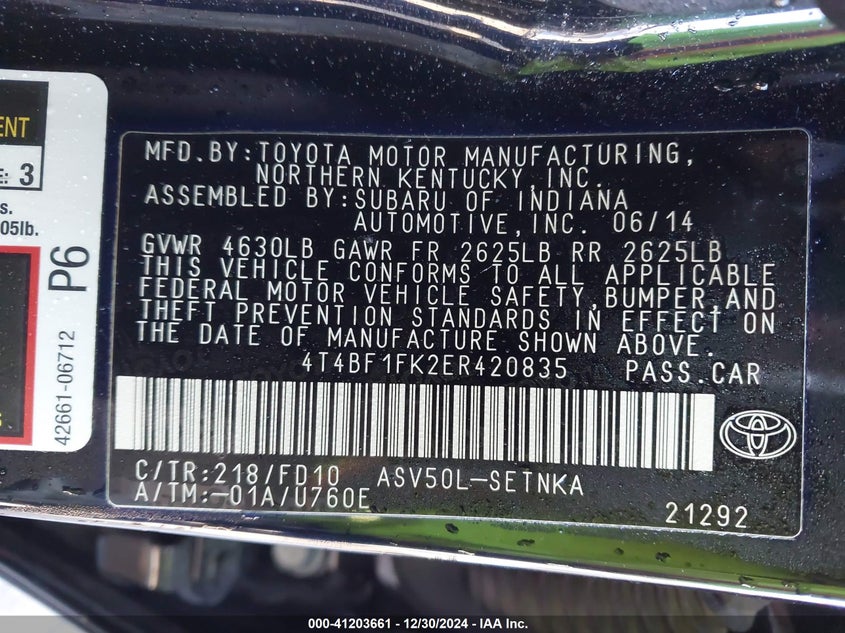 ENT
E: 3
s.
05lb.
P6
42661-06712
MFD.BY:TOYOTA MOTOR MANUFACTURING,
NORTHERN KENTUCKY,INC.
ASSEMBLED BY:SUBARU OF INDIANA
AUTOMOTIVE,INC. 06/14
GVWR 4630LB GAWR FR 2625LB RR 2625LB
THIS VEHICLE CONFORMS TO ALL APPLICABLE
FEDERAL MOTOR VEHICLE SAFETY,BUMPER,AND
THEFT PREVENTION STANDARDS IN EFFECT ON
THE DATE OF MANUFACTURE SHOWN ABOVE.
4T4BF1FK2ER420835 PASS.CAR
C/TR:218/FD10 ASV50L-SETNKA
A/TM:-01A/U760E
21292
000-41203661 - 12/30/2024 - IAA Inc.